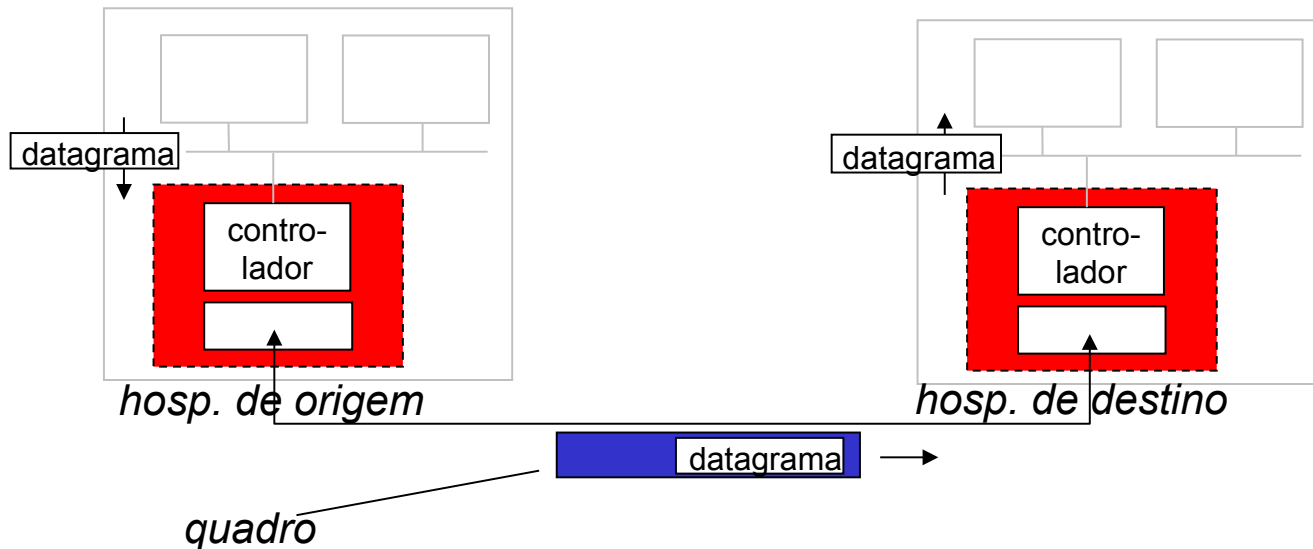 datagrama
datagrama
contro-
lador
contro-
lador
hosp. de origem
hosp. de destino
datagrama
quadro